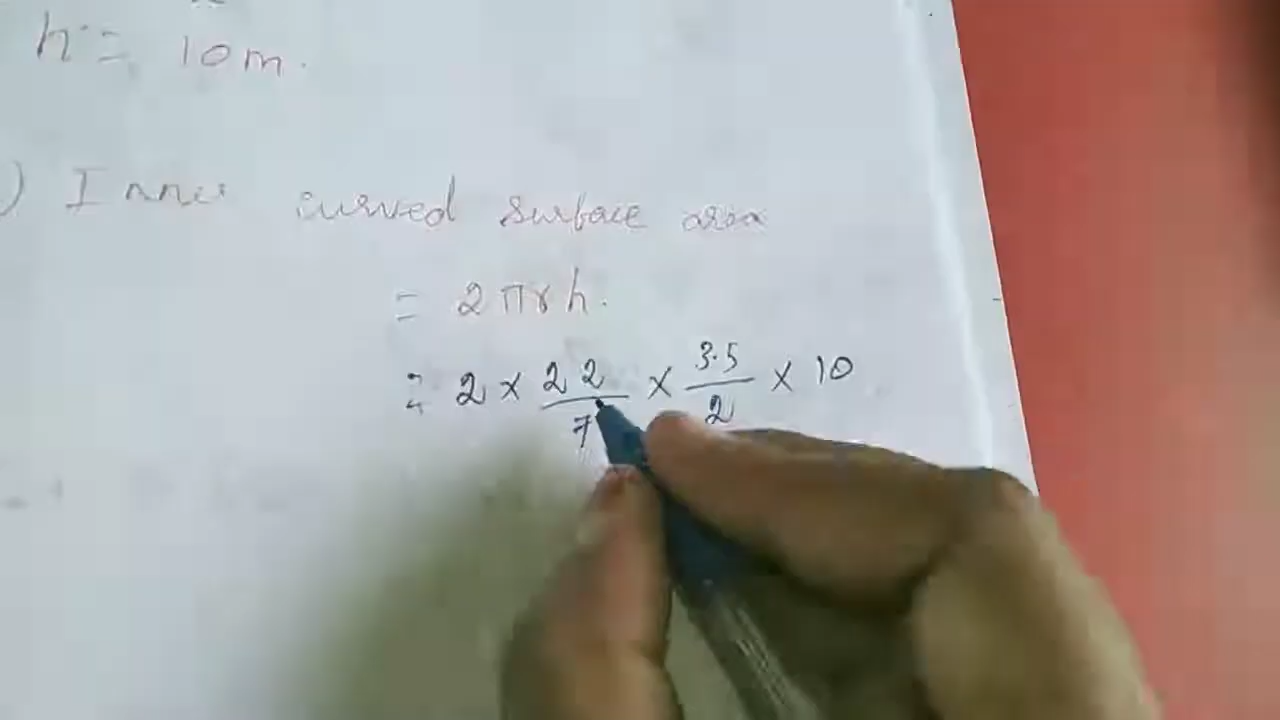 h = 10m.
) Inner curved surface area
= 2πrh.
= 2 × 22/7 × 3.5/2 × 10